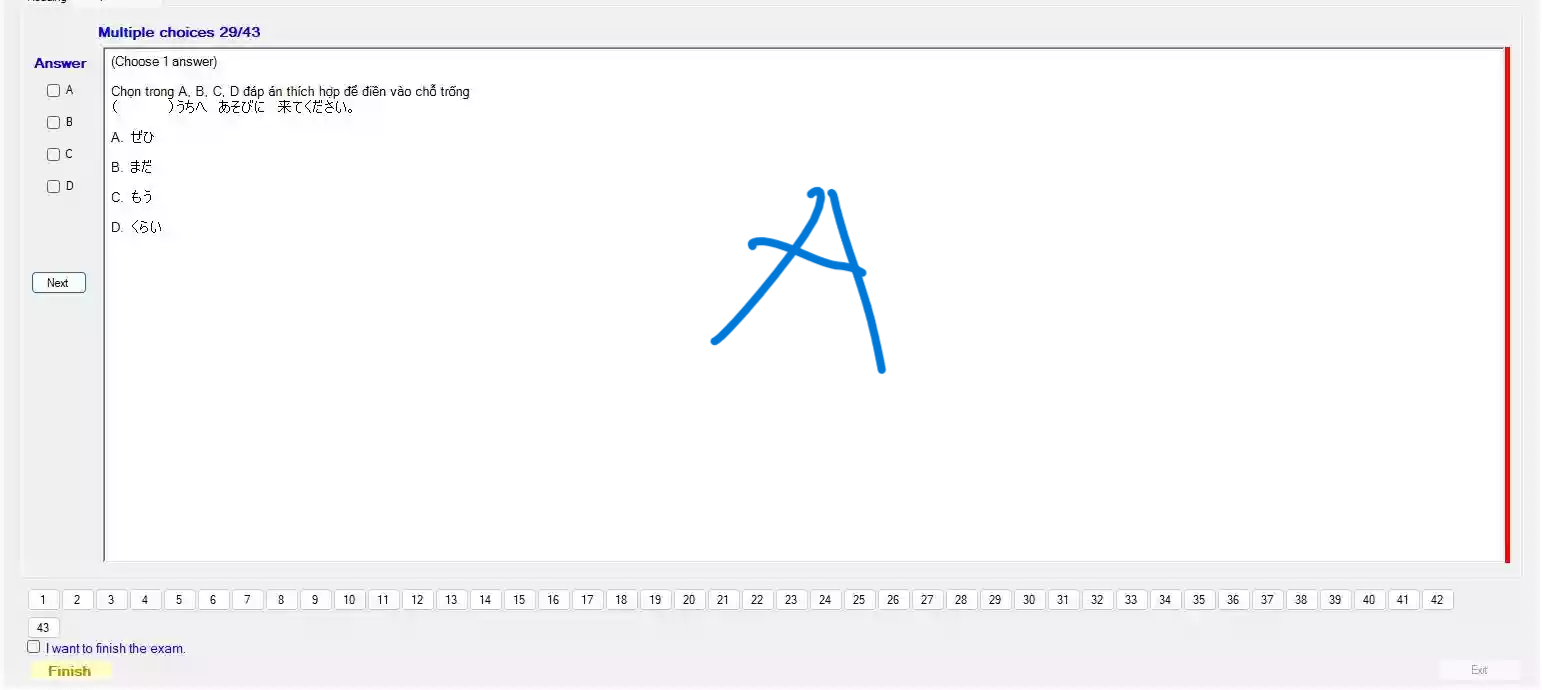 Multiple choices 29/43
Answer
A
B
C
D
Next
(Choose 1 answer)
Chọn trong A, B, C, D đáp án thích hợp để điền vào chỗ trống
(　　　)うちへ　あそびに　来てください。
A. ぜひ
B. まだ
C. もう
D. くらい
A
1 2 3 4 5 6 7 8 9 10 11 12 13 14 15 16 17 18 19 20 21 22 23 24 25 26 27 28 29 30 31 32 33 34 35 36 37 38 39 40 41 42
43
I want to finish the exam.
Finish
Exit